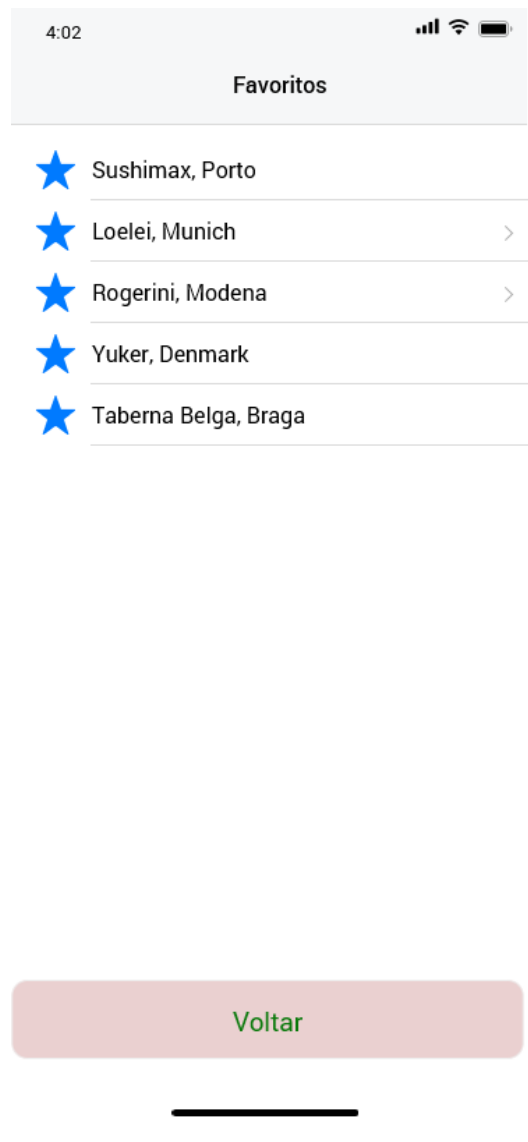 4:02
Favoritos
Sushimax, Porto
Loelei, Munich
Rogerini, Modena
Yuker, Denmark
Taberna Belga, Braga
Voltar